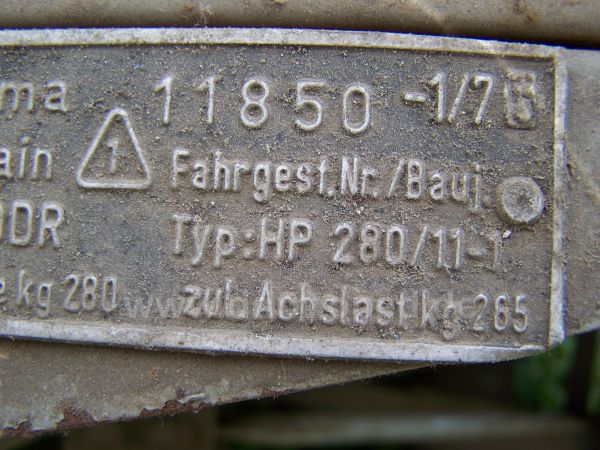 ma 11850 -1/7
1
ain Fahrgest.Nr./Bauj.
DDR Typ:HP 280/11-1
e kg 280 zul.Achslast kg 265